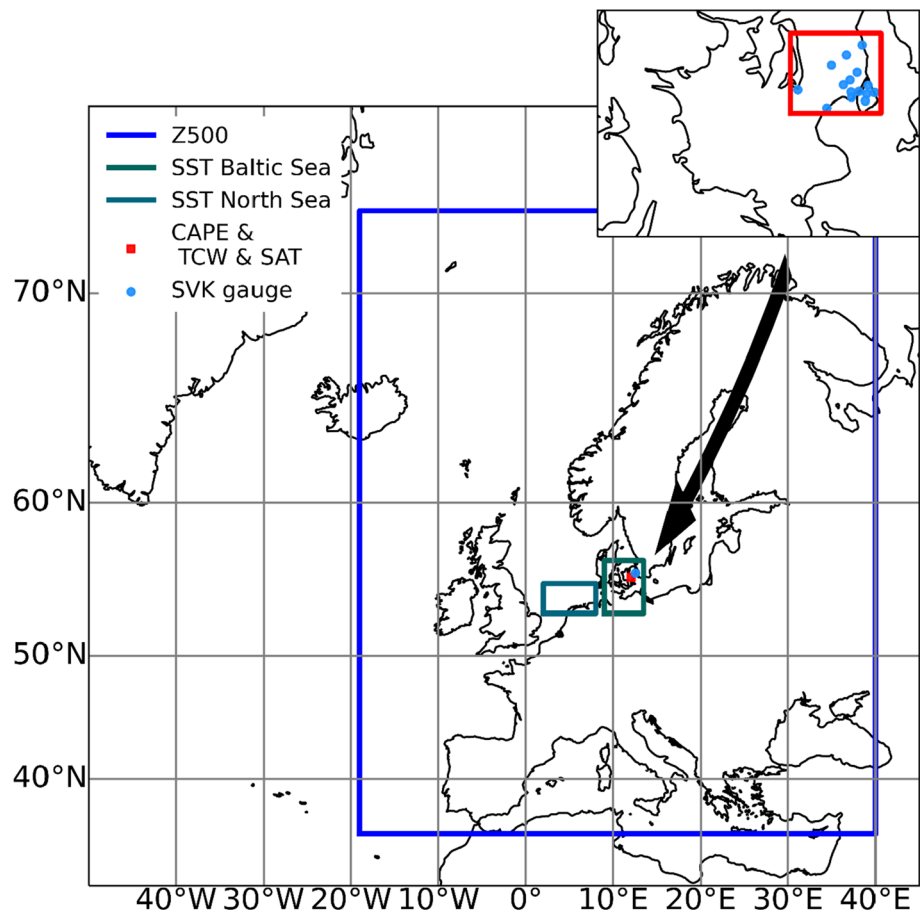 Z500
SST Baltic Sea
SST North Sea
CAPE &
TCW & SAT
SVK gauge
70°N
60°N
50°N
40°N
40°W 30°W 20°W 10°W 0° 10°E 20°E 30°E 40°E